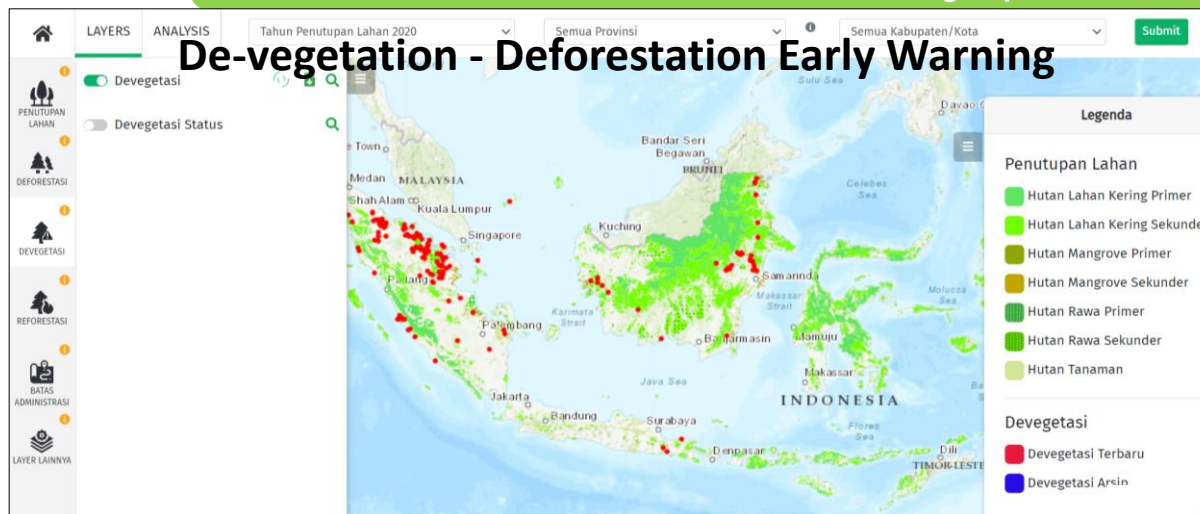 LAYERS
ANALYSIS
Tahun Penutupan Lahan 2020
Semua Provinsi
Semua Kabupaten/Kota
Submit
De-vegetation - Deforestation Early Warning
Devegetasi
Devegetasi Status
PENUTUPAN
LAHAN
DEFORESTASI
DEVEGETASI
REFORESTASI
BATAS
ADMINISTRASI
LAYER LAINNYA
Sulu Sea
Davao
Bandar Seri
Begawan
BRUNEI
Town
Medan
MALAYSIA
Shah Alam
Kuala Lumpur
Celebes
Sea
Kuching
Singapore
Samarinda
Padang
Makassar
Strait
Molucca
Sea
Karimata
Strait
Palembang
Banjarmasin
Mamuju
Makassar
Java Sea
Jakarta
INDONESIA
Bandung
Surabaya
Flores
Sea
Denpasar
Dili
TIMOR-LESTE
Legenda
Penutupan Lahan
Hutan Lahan Kering Primer
Hutan Lahan Kering Sekunde
Hutan Mangrove Primer
Hutan Mangrove Sekunder
Hutan Rawa Primer
Hutan Rawa Sekunder
Hutan Tanaman
Devegetasi
Devegetasi Terbaru
Devegetasi Arsip